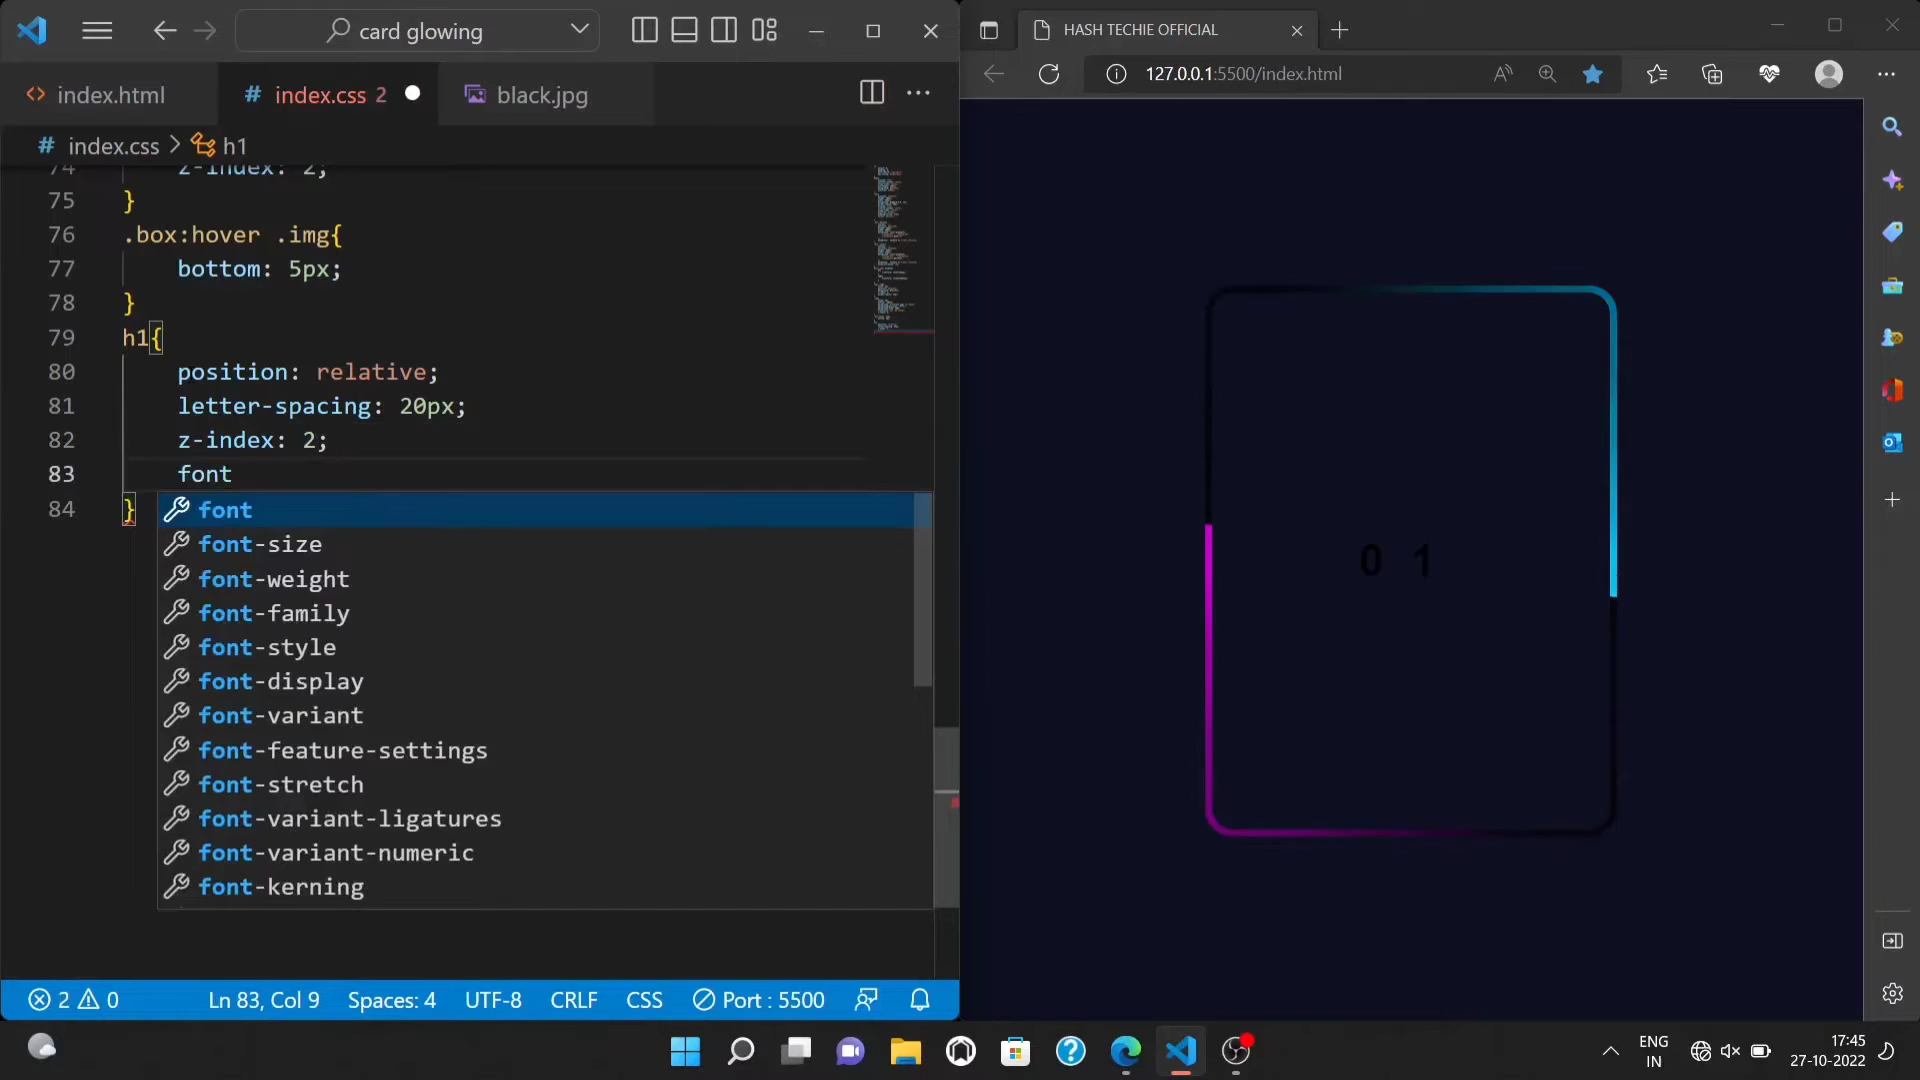 card glowing
index.html
index.css 2
black.jpg
index.css > h1
74 z-index: 2;
75 }
76 .box:hover .img{
77 bottom: 5px;
78 }
79 h1{
80 position: relative;
81 letter-spacing: 20px;
82 z-index: 2;
83 font
84 }
font
font-size
font-weight
font-family
font-style
font-display
font-variant
font-feature-settings
font-stretch
font-variant-ligatures
font-variant-numeric
font-kerning
2 0 Ln 83, Col 9 Spaces: 4 UTF-8 CRLF CSS Port : 5500
HASH TECHIE OFFICIAL
127.0.0.1:5500/index.html
0 1
ENG
IN
17:45
27-10-2022